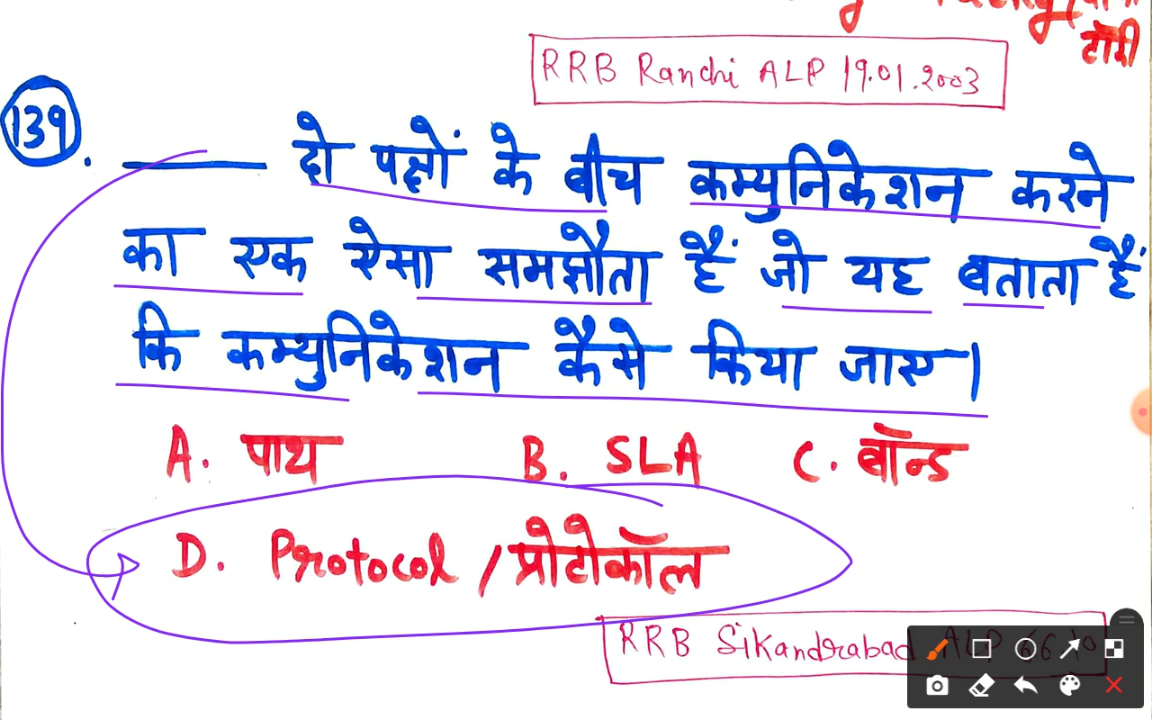 टॉरी
RRB Ranchi ALP 19.01.2003
139. ____ दो पक्षों के बीच कम्युनिकेशन करने
का एक ऐसा समझौता हैं जो यह बताता हैं
कि कम्युनिकेशन कैसे किया जाए।
A. पाथ B. SLA C. बॉन्ड
D. Protocol / प्रोटोकॉल
RRB Sikandrabad